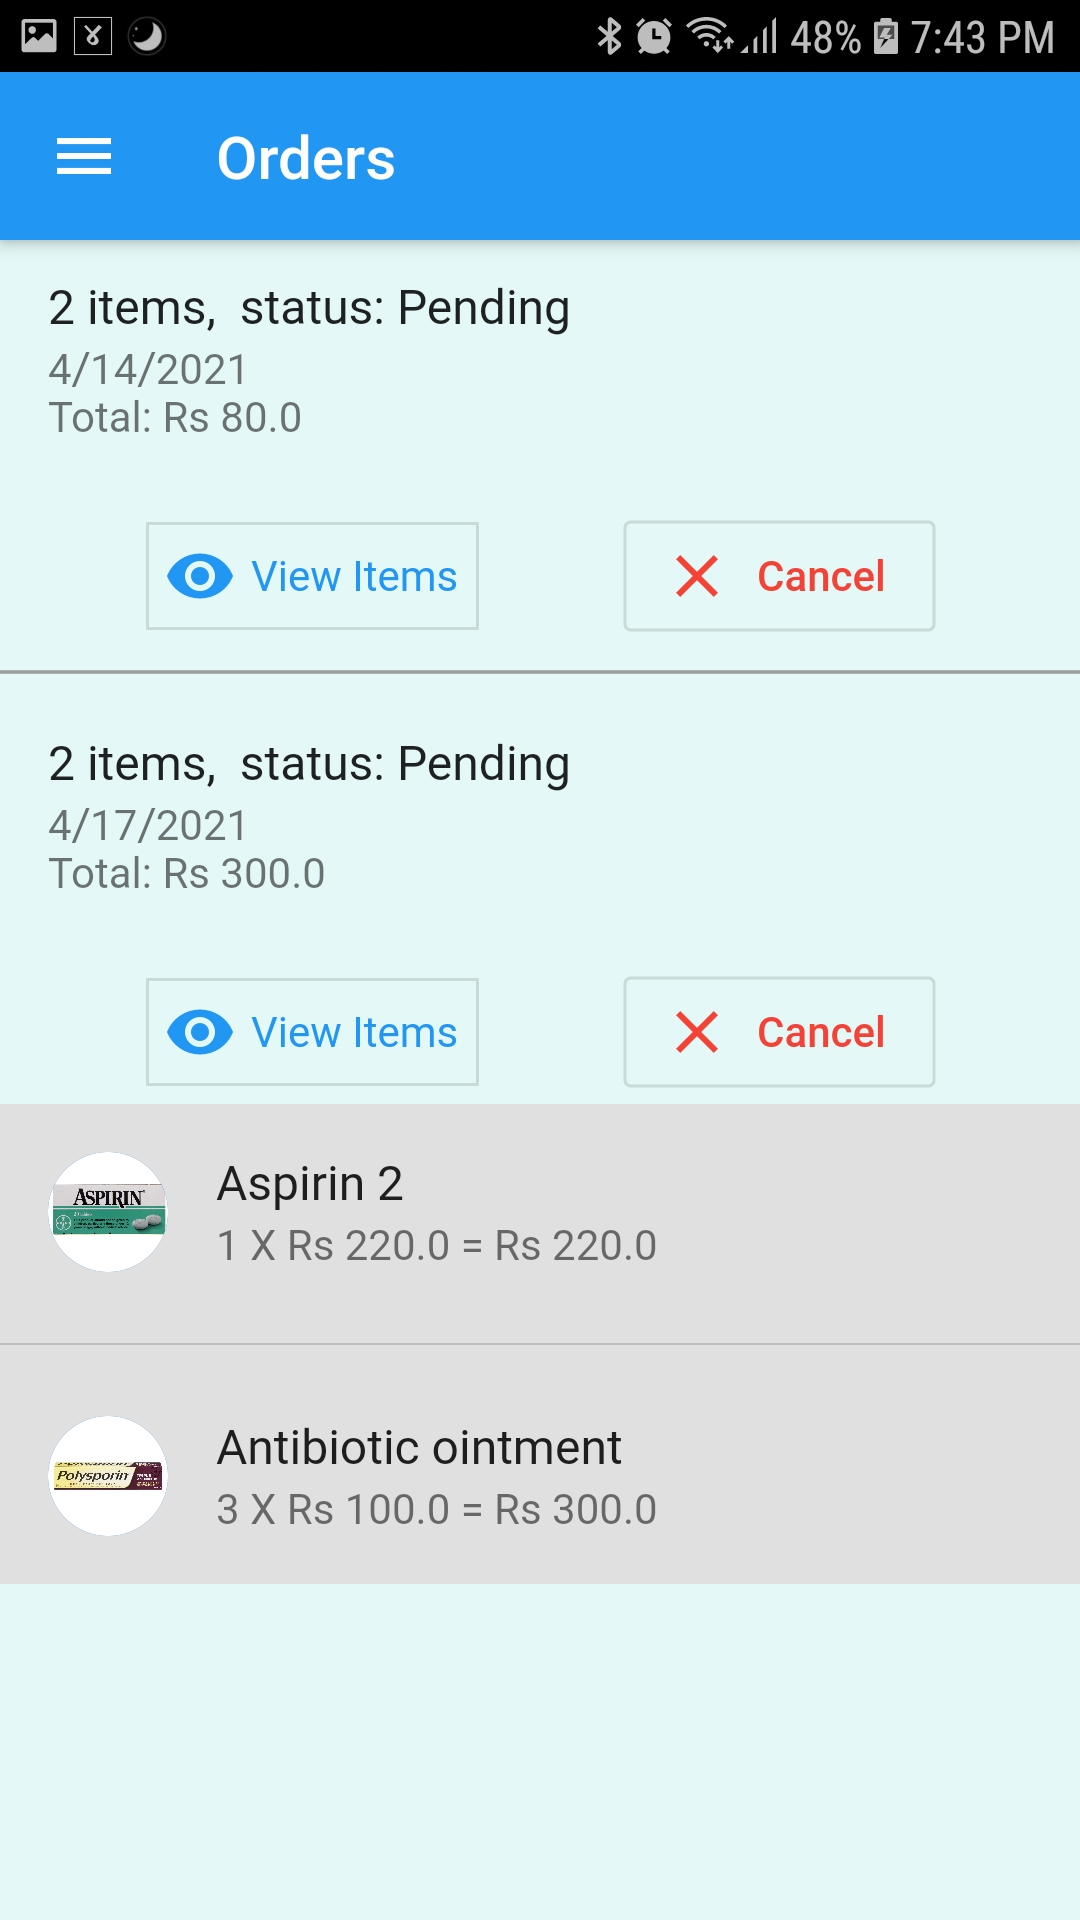 48% 7:43 PM
Orders
2 items,  status: Pending
4/14/2021
Total: Rs 80.0
View Items
Cancel
2 items,  status: Pending
4/17/2021
Total: Rs 300.0
View Items
Cancel
ASPIRIN
Aspirin 2
1 X Rs 220.0 = Rs 220.0
Polysporin
Antibiotic ointment
3 X Rs 100.0 = Rs 300.0